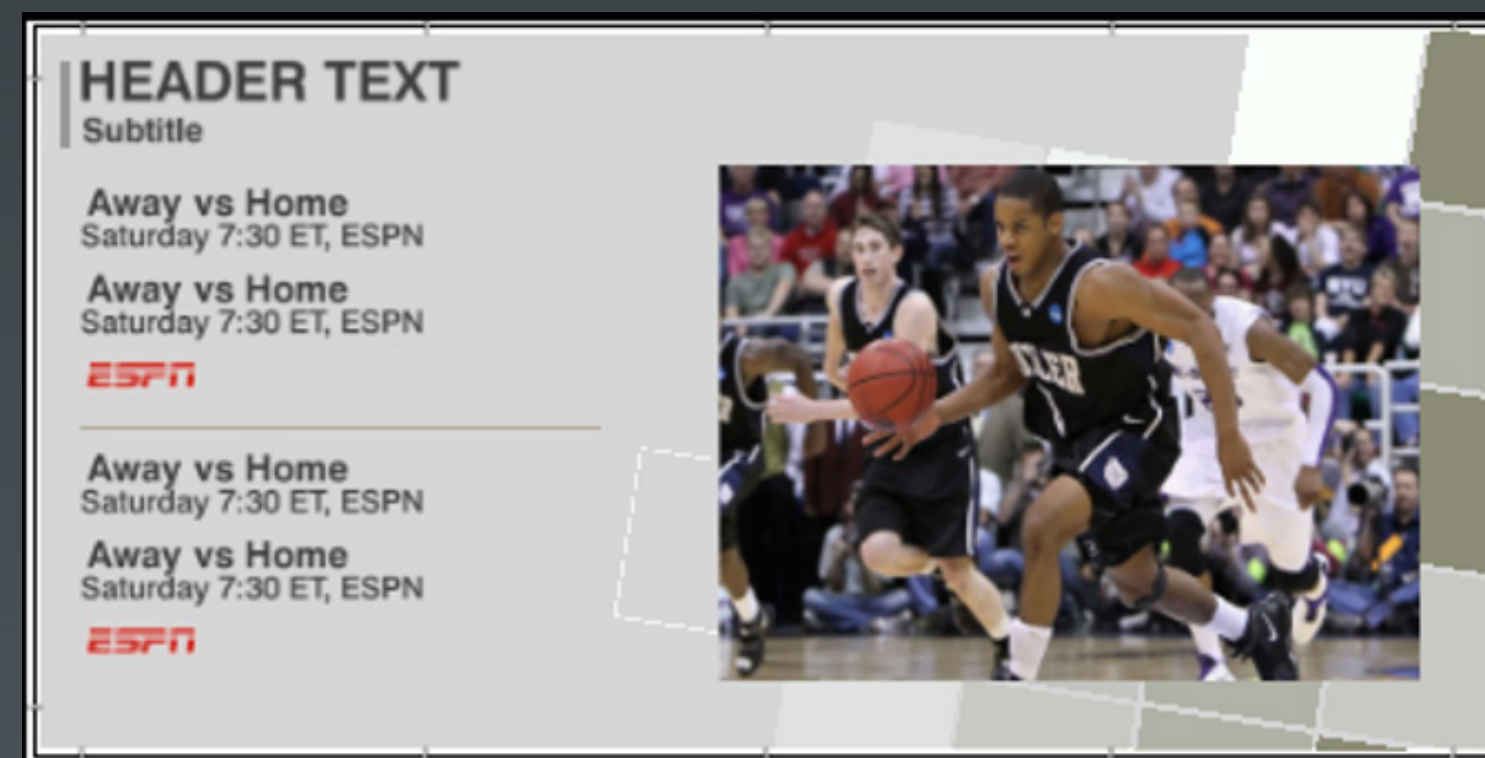 HEADER TEXT
Subtitle
Away vs Home
Saturday 7:30 ET, ESPN
Away vs Home
Saturday 7:30 ET, ESPN
ESPN
Away vs Home
Saturday 7:30 ET, ESPN
Away vs Home
Saturday 7:30 ET, ESPN
ESPN